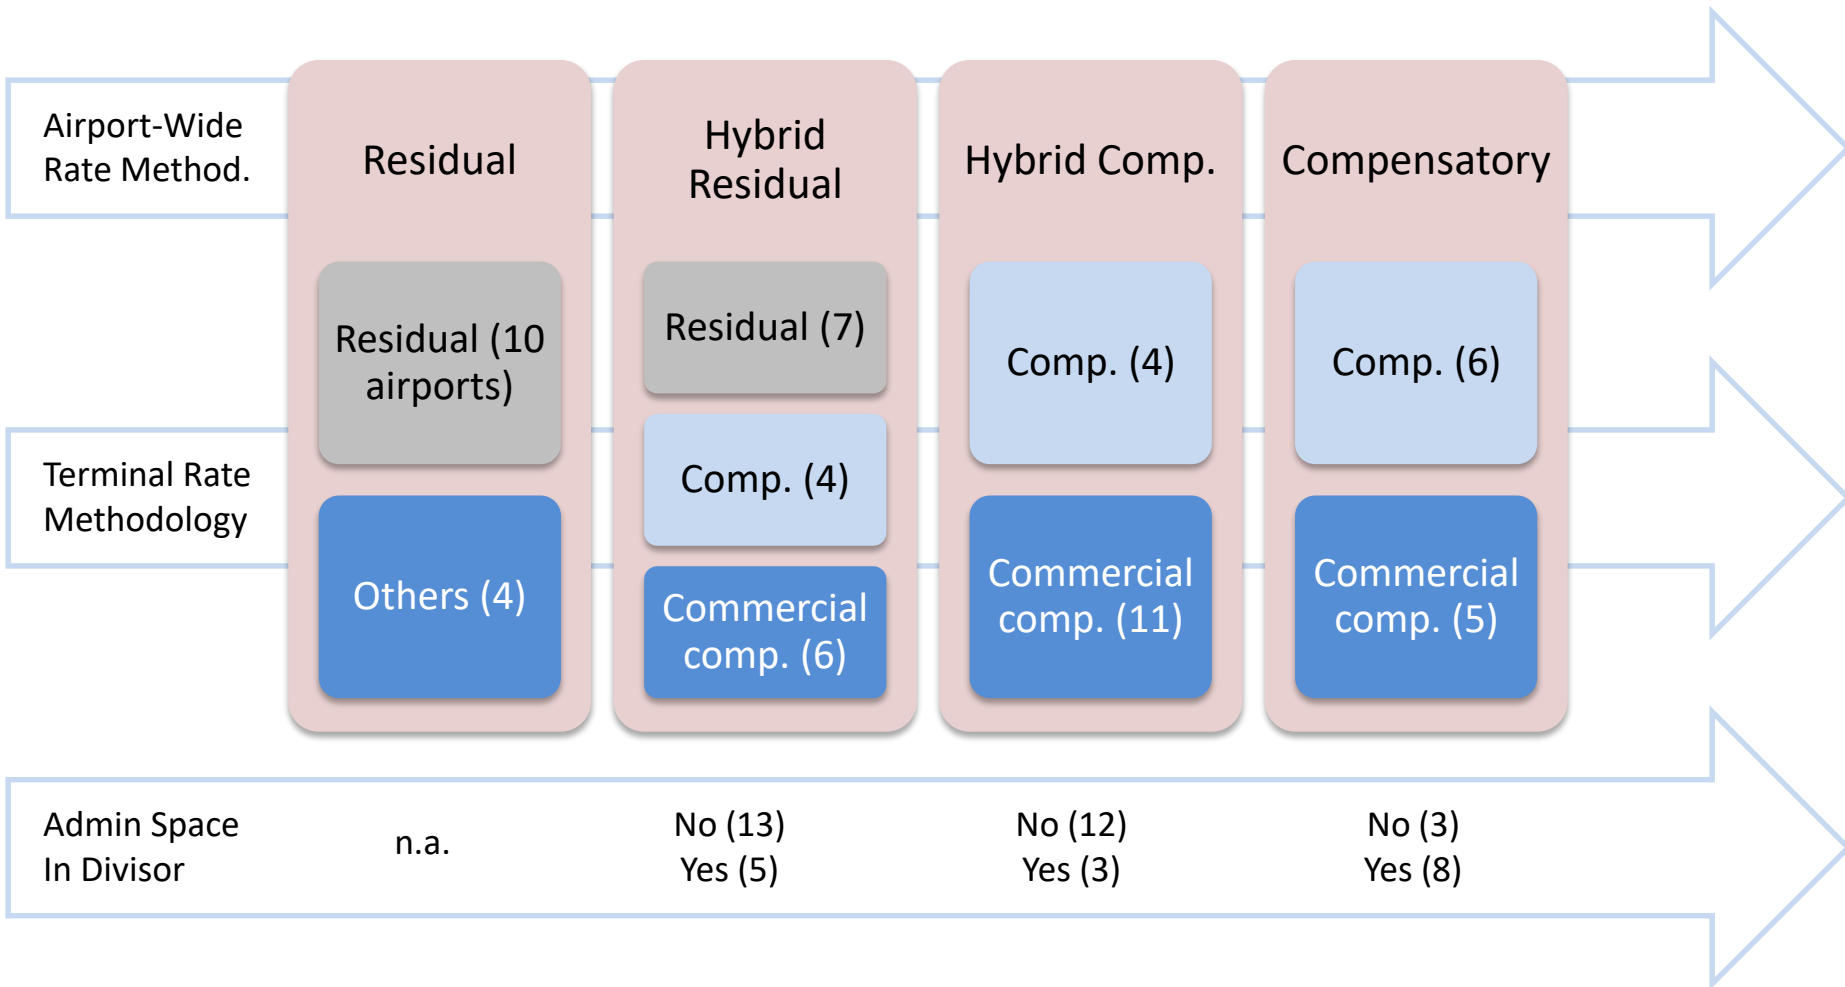 Airport-Wide
Rate Method.
Residual
Hybrid
Residual
Hybrid Comp.
Compensatory
Residual (10
airports)
Residual (7)
Comp. (4)
Comp. (6)
Terminal Rate
Methodology
Comp. (4)
Others (4)
Commercial
comp. (6)
Commercial
comp. (11)
Commercial
comp. (5)
Admin Space
In Divisor
n.a.
No (13)
Yes (5)
No (12)
Yes (3)
No (3)
Yes (8)